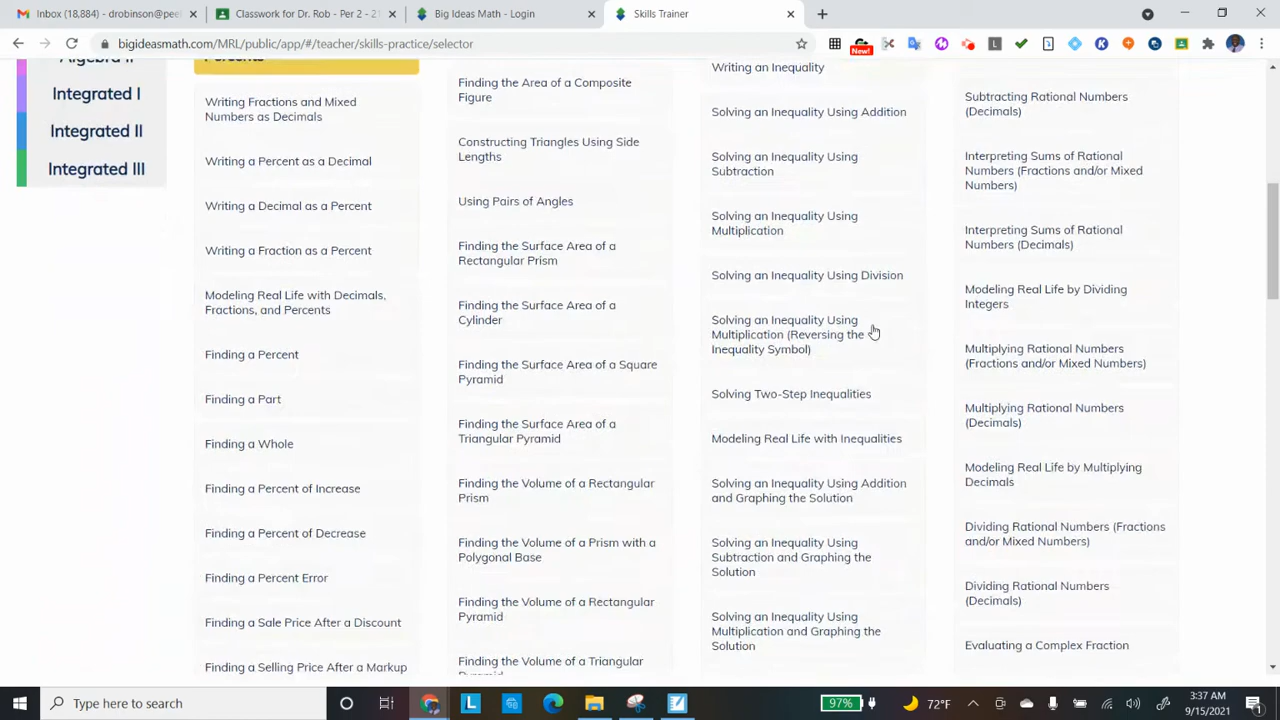 Inbox (18,884) - drobinson@pee
Classwork for Dr. Rob - Per 2 - 21
Big Ideas Math - Login
Skills Trainer
bigideasmath.com/MRL/public/app/#/teacher/skills-practice/selector
New!
Algebra II
Integrated I
Integrated II
Integrated III
Percents
Writing Fractions and Mixed
Numbers as Decimals
Writing a Percent as a Decimal
Writing a Decimal as a Percent
Writing a Fraction as a Percent
Modeling Real Life with Decimals,
Fractions, and Percents
Finding a Percent
Finding a Part
Finding a Whole
Finding a Percent of Increase
Finding a Percent of Decrease
Finding a Percent Error
Finding a Sale Price After a Discount
Finding a Selling Price After a Markup
Finding the Area of a Composite
Figure
Constructing Triangles Using Side
Lengths
Using Pairs of Angles
Finding the Surface Area of a
Rectangular Prism
Finding the Surface Area of a
Cylinder
Finding the Surface Area of a Square
Pyramid
Finding the Surface Area of a
Triangular Pyramid
Finding the Volume of a Rectangular
Prism
Finding the Volume of a Prism with a
Polygonal Base
Finding the Volume of a Rectangular
Pyramid
Finding the Volume of a Triangular
Pyramid
Writing an Inequality
Solving an Inequality Using Addition
Solving an Inequality Using
Subtraction
Solving an Inequality Using
Multiplication
Solving an Inequality Using Division
Solving an Inequality Using
Multiplication (Reversing the
Inequality Symbol)
Solving Two-Step Inequalities
Modeling Real Life with Inequalities
Solving an Inequality Using Addition
and Graphing the Solution
Solving an Inequality Using
Subtraction and Graphing the
Solution
Solving an Inequality Using
Multiplication and Graphing the
Solution
Subtracting Rational Numbers
(Decimals)
Interpreting Sums of Rational
Numbers (Fractions and/or Mixed
Numbers)
Interpreting Sums of Rational
Numbers (Decimals)
Modeling Real Life by Dividing
Integers
Multiplying Rational Numbers
(Fractions and/or Mixed Numbers)
Multiplying Rational Numbers
(Decimals)
Modeling Real Life by Multiplying
Decimals
Dividing Rational Numbers (Fractions
and/or Mixed Numbers)
Dividing Rational Numbers
(Decimals)
Evaluating a Complex Fraction
Type here to search
97%
72°F
3:37 AM
9/15/2021